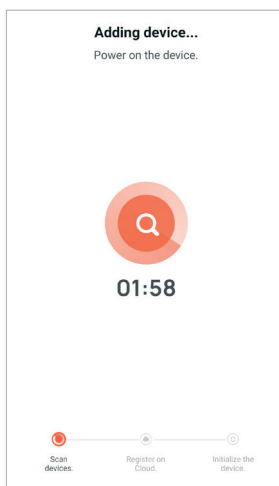 Adding device...
Power on the device.
01:58
Scan
devices.
Register on
Cloud.
Initialize the
device.